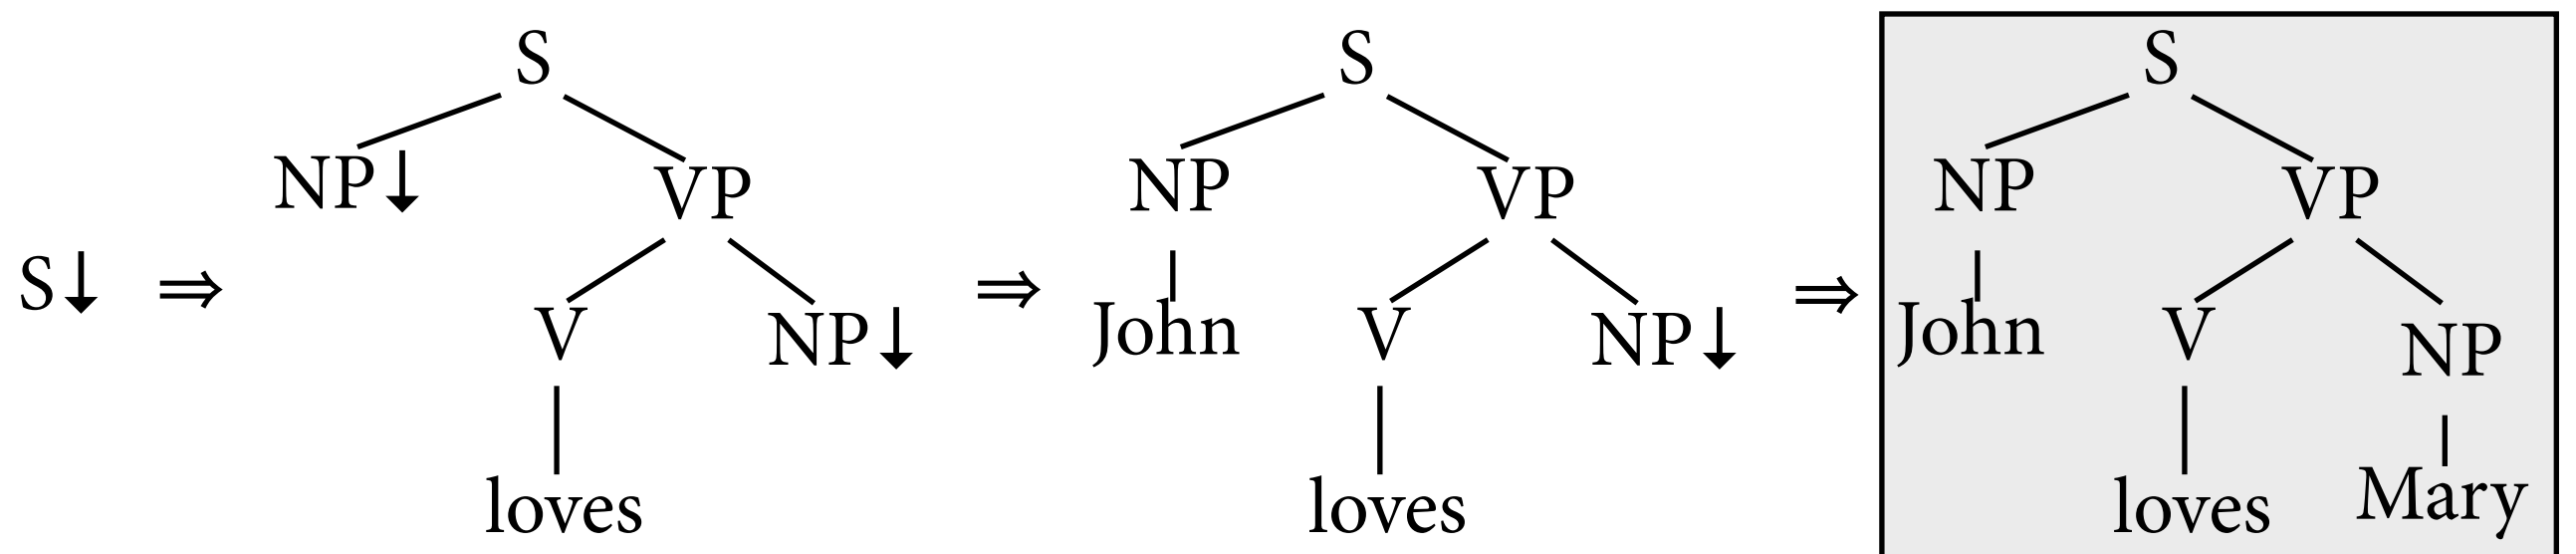 S S S
NP↓ VP NP VP NP VP
S↓ ⇒ V NP↓ ⇒ John V NP↓ ⇒ John V NP
loves loves loves Mary